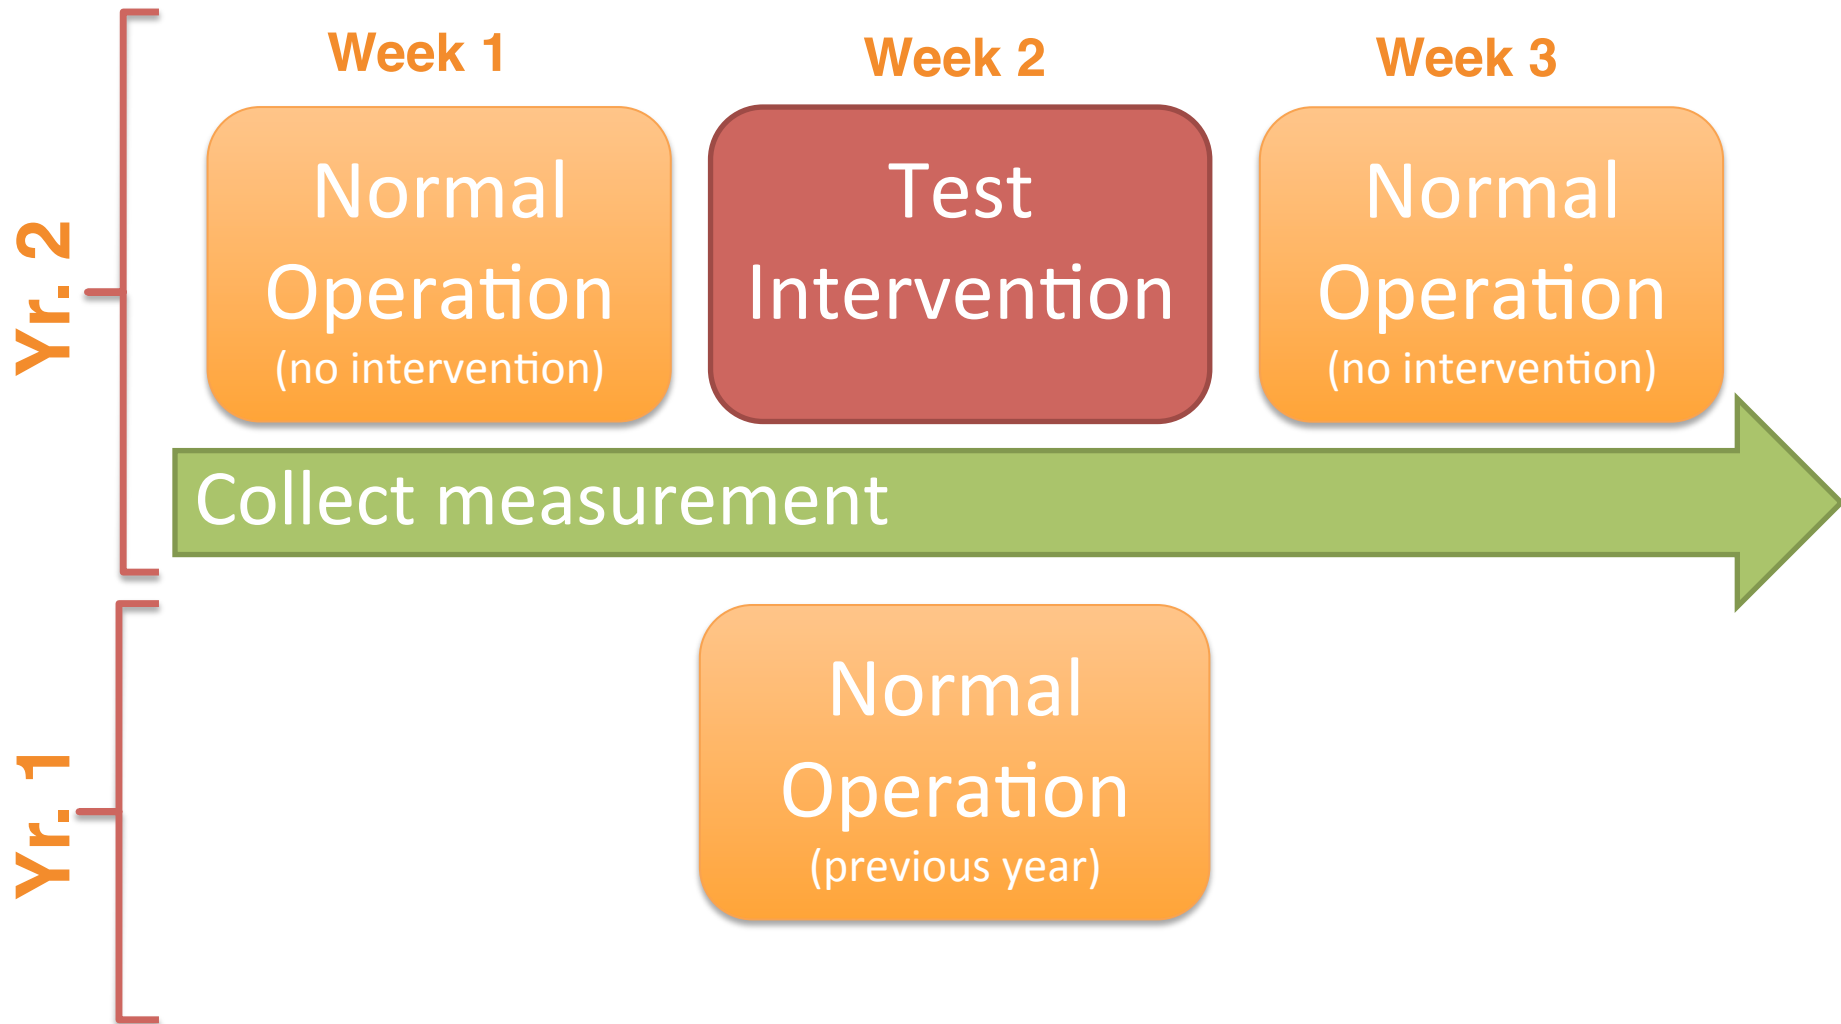 Week 1
Week 2
Week 3
Yr. 2
Normal
Operation
(no intervention)
Test
Intervention
Normal
Operation
(no intervention)
Collect measurement
Yr. 1
Normal
Operation
(previous year)